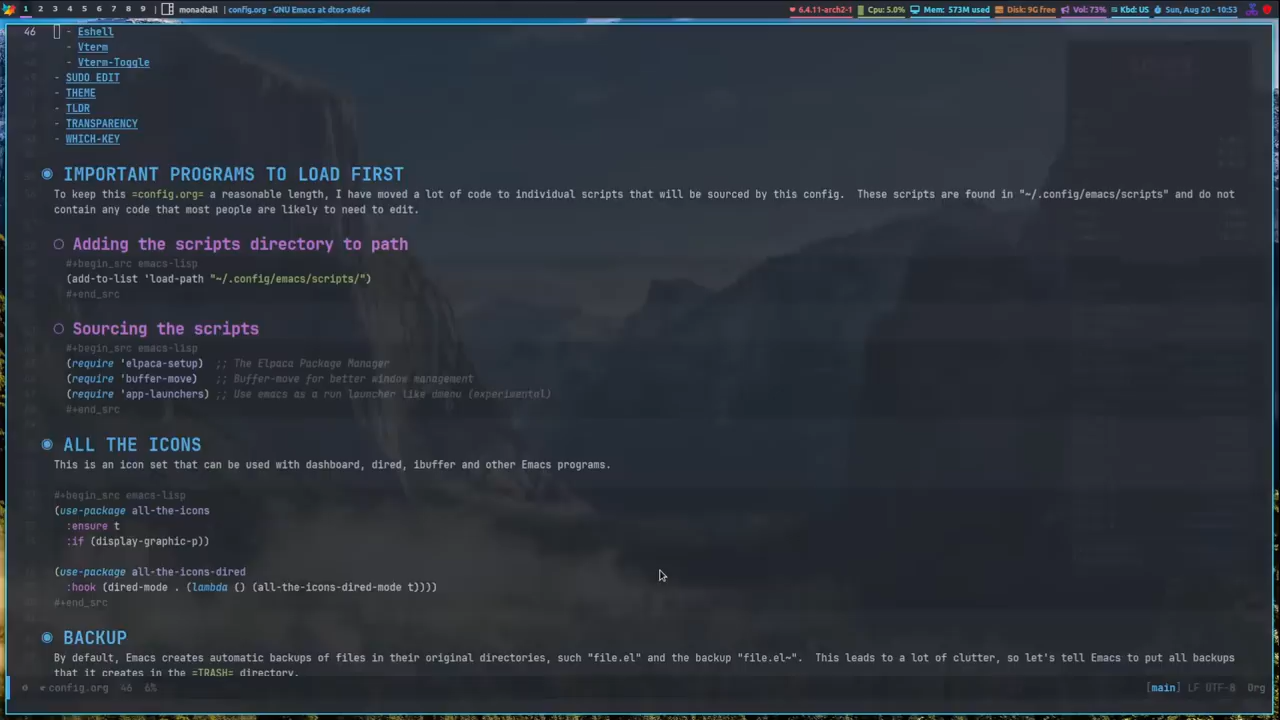 1 2 3 4 5 6 7 8 9 | monadtall | config.org - GNU Emacs at dtos-x8664 6.4.11-arch2-1 Cpu: 5.0% Mem: 573M used Disk: 9G free Vol: 73% Kbd: US Sun, Aug 20 - 10:53
46 - Eshell
- Vterm
- Vterm-Toggle
- SUDO EDIT
- THEME
- TLDR
- TRANSPARENCY
- WHICH-KEY
◉ IMPORTANT PROGRAMS TO LOAD FIRST
To keep this =config.org= a reasonable length, I have moved a lot of code to individual scripts that will be sourced by this config.  These scripts are found in "~/.config/emacs/scripts" and do not
contain any code that most people are likely to need to edit.
○ Adding the scripts directory to path
#+begin_src emacs-lisp
(add-to-list 'load-path "~/.config/emacs/scripts/")
#+end_src
○ Sourcing the scripts
#+begin_src emacs-lisp
(require 'elpaca-setup)  ;; The Elpaca Package Manager
(require 'buffer-move)   ;; Buffer-move for better window management
(require 'app-launchers) ;; Use emacs as a run launcher like dmenu (experimental)
#+end_src
◉ ALL THE ICONS
This is an icon set that can be used with dashboard, dired, ibuffer and other Emacs programs.
#+begin_src emacs-lisp
(use-package all-the-icons
:ensure t
:if (display-graphic-p))
(use-package all-the-icons-dired
:hook (dired-mode . (lambda () (all-the-icons-dired-mode t))))
#+end_src
◉ BACKUP
By default, Emacs creates automatic backups of files in their original directories, such "file.el" and the backup "file.el~".  This leads to a lot of clutter, so let's tell Emacs to put all backups
that it creates in the =TRASH= directory.
config.org 46 6% [main] LF UTF-8 Org